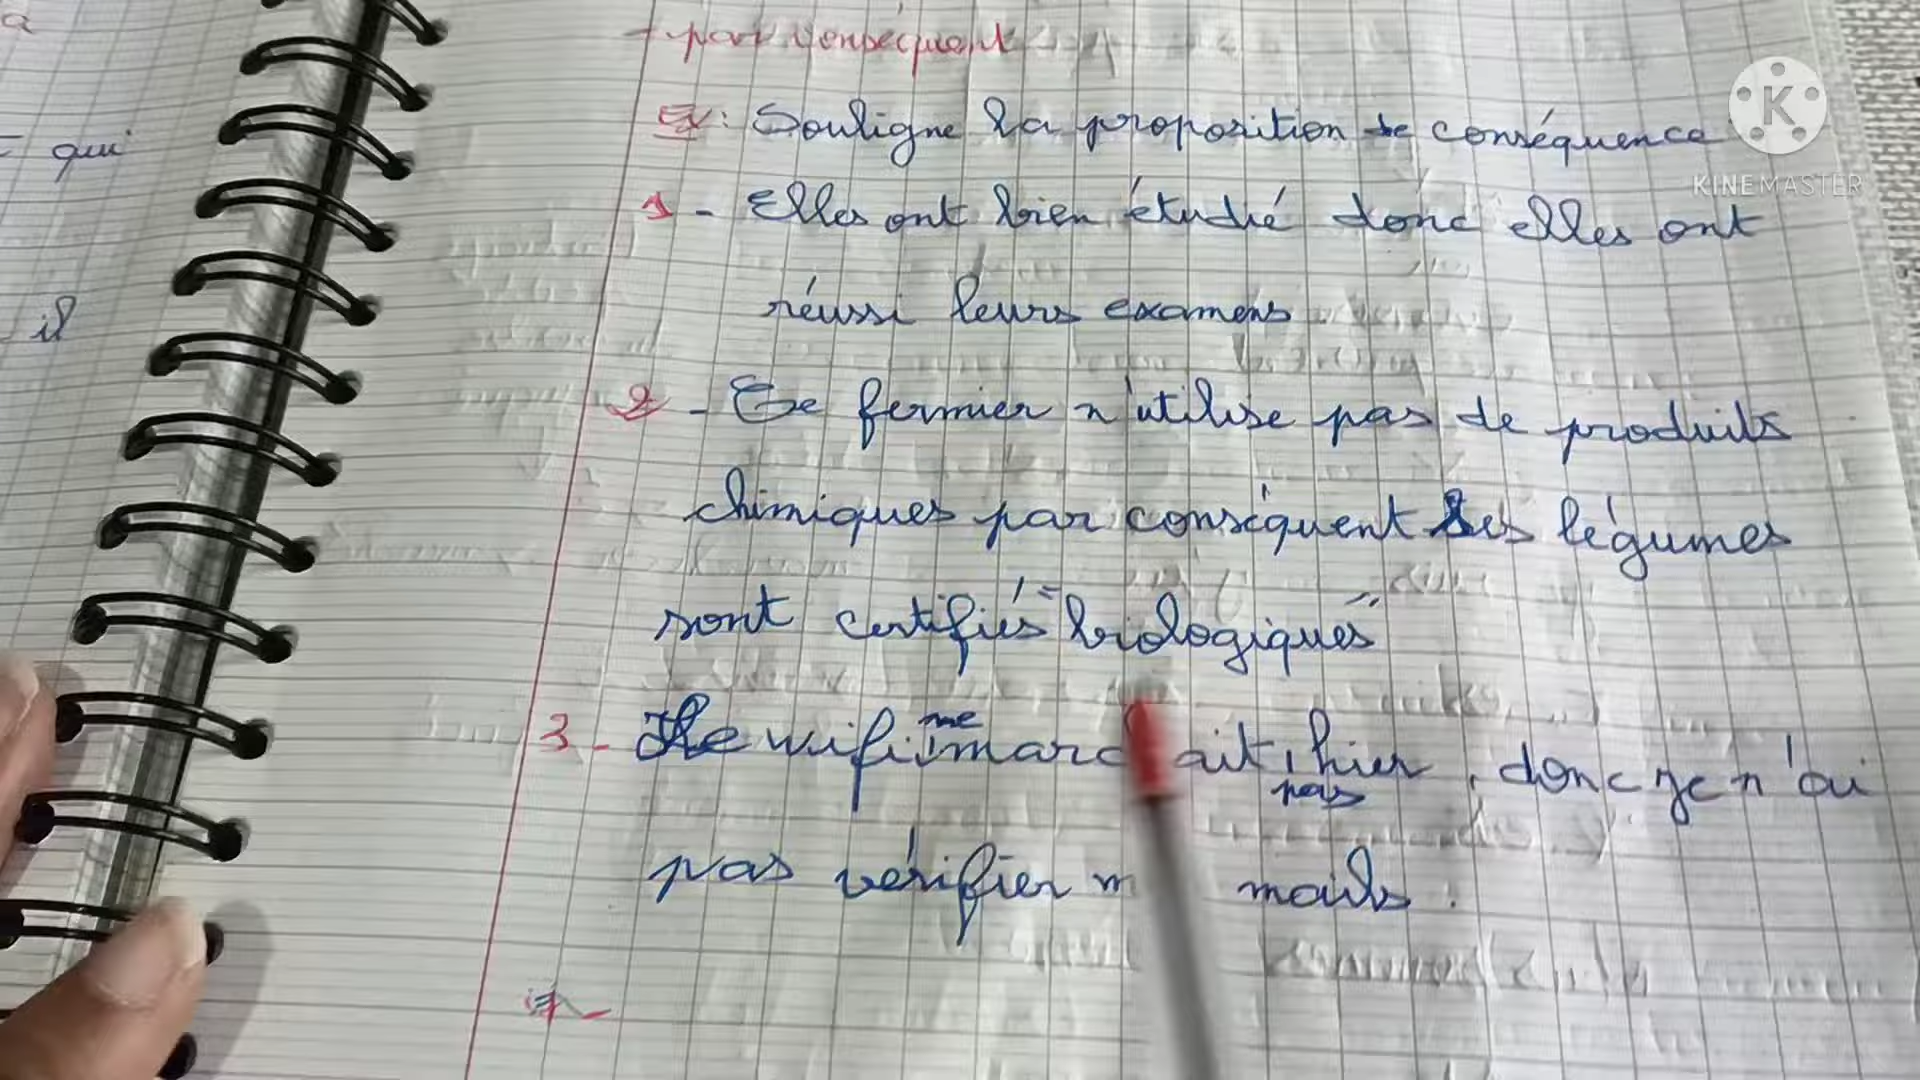 a
qui
il
- par conséquent
Ex: Souligne la proposition de conséquence
1 - Elles ont bien étudié donc elles ont
réussi leurs examens
2 - Ce fermier n'utilise pas de produits
chimiques par conséquent ses légumes
sont certifiés "biologiques"
3 - Le wifi ne marc ait pas hier, donc je n'ai
pas vérifier m mails.
KINEMASTER